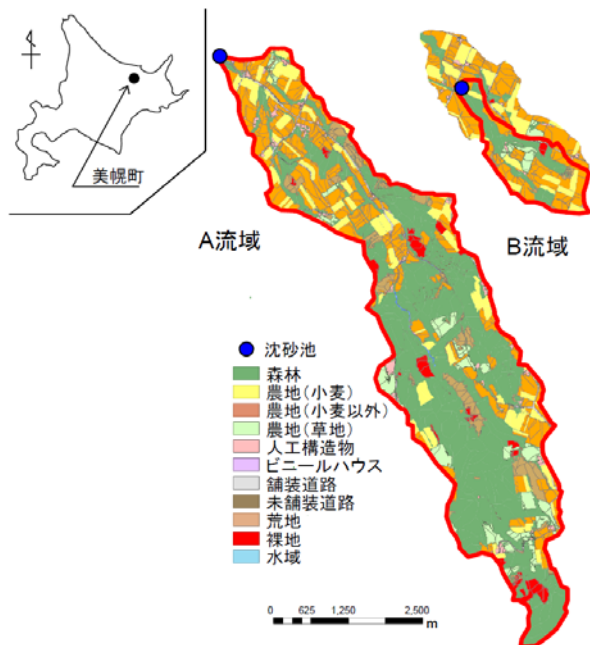 美幌町
A流域
B流域
沈砂池
森林
農地(小麦)
農地(小麦以外)
農地(草地)
人工構造物
ビニールハウス
舗装道路
未舗装道路
荒地
裸地
水域
0 625 1,250 2,500
m